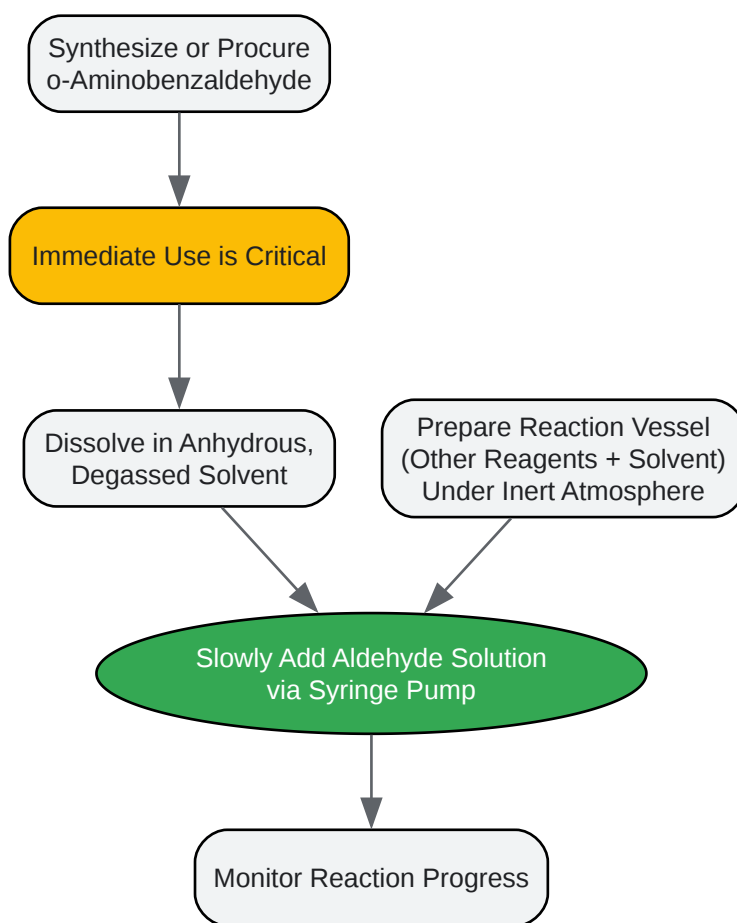 Synthesize or Procure
o-Aminobenzaldehyde
Immediate Use is Critical
Dissolve in Anhydrous,
Degassed Solvent
Prepare Reaction Vessel
(Other Reagents + Solvent)
Under Inert Atmosphere
Slowly Add Aldehyde Solution
via Syringe Pump
Monitor Reaction Progress